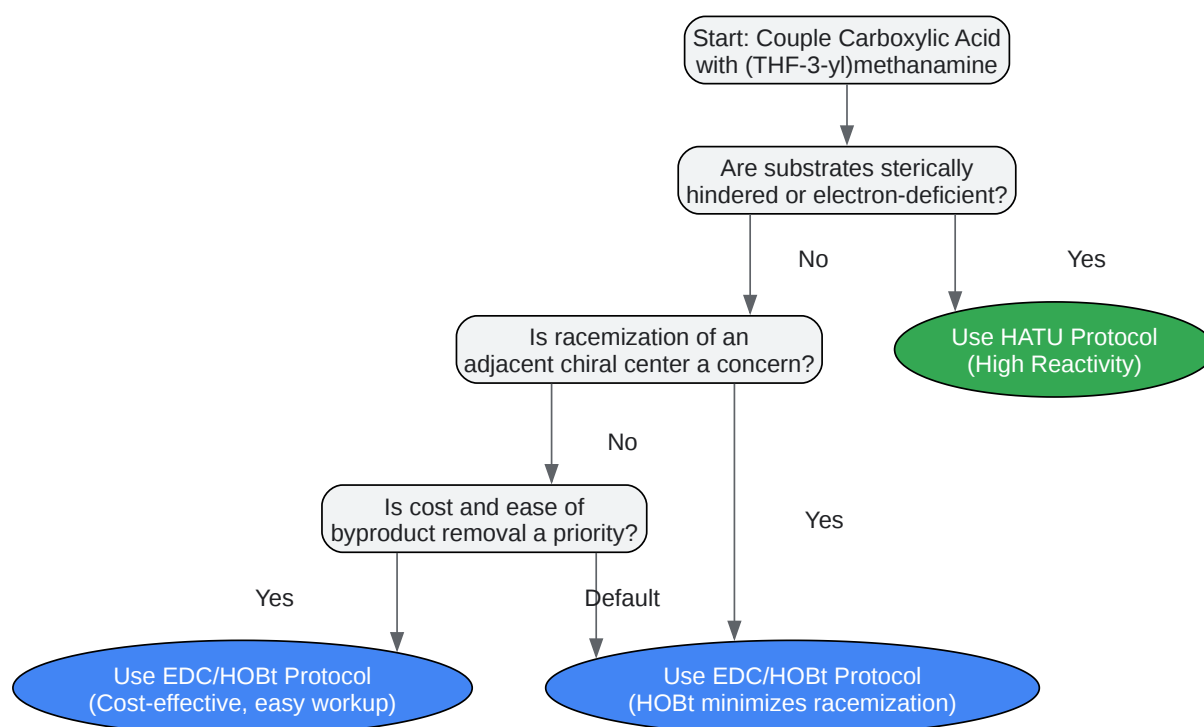 Start: Couple Carboxylic Acid
with (THF-3-yl)methanamine
Are substrates sterically
hindered or electron-deficient?
No
Yes
Use HATU Protocol
(High Reactivity)
Is racemization of an
adjacent chiral center a concern?
No
Yes
Is cost and ease of
byproduct removal a priority?
Yes
Default
Use EDC/HOBt Protocol
(Cost-effective, easy workup)
Use EDC/HOBt Protocol
(HOBt minimizes racemization)